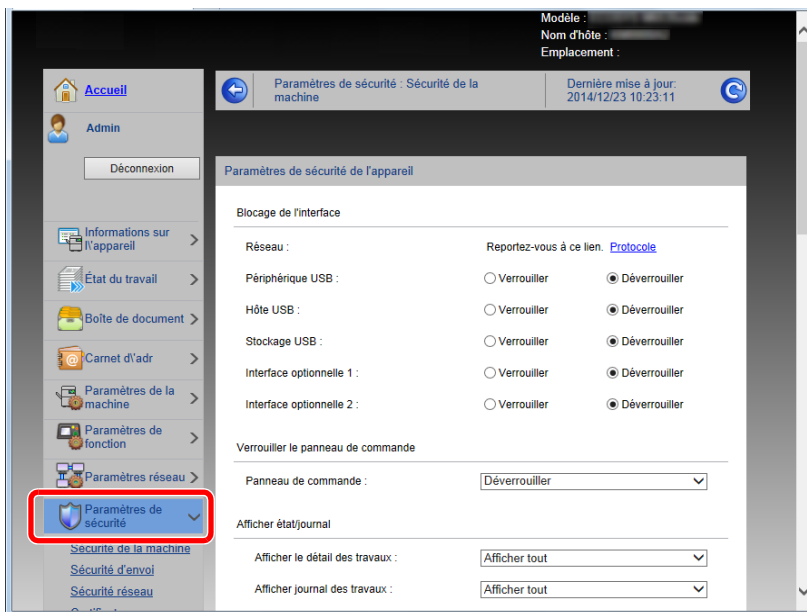 Modèle :
Nom d'hôte :
Emplacement :
Accueil
Admin
Déconnexion
Informations sur
l\'appareil
État du travail
Boîte de document
Carnet d\'adr
Paramètres de la
machine
Paramètres de
fonction
Paramètres réseau
Paramètres de
sécurité
Sécurité de la machine
Sécurité d'envoi
Sécurité réseau
Paramètres de sécurité : Sécurité de la
machine
Dernière mise à jour:
2014/12/23 10:23:11
Paramètres de sécurité de l'appareil
Blocage de l'interface
Réseau : Reportez-vous à ce lien. Protocole
Périphérique USB : Verrouiller Déverrouiller
Hôte USB : Verrouiller Déverrouiller
Stockage USB : Verrouiller Déverrouiller
Interface optionnelle 1 : Verrouiller Déverrouiller
Interface optionnelle 2 : Verrouiller Déverrouiller
Verrouiller le panneau de commande
Panneau de commande : Déverrouiller
Afficher état/journal
Afficher le détail des travaux : Afficher tout
Afficher journal des travaux : Afficher tout